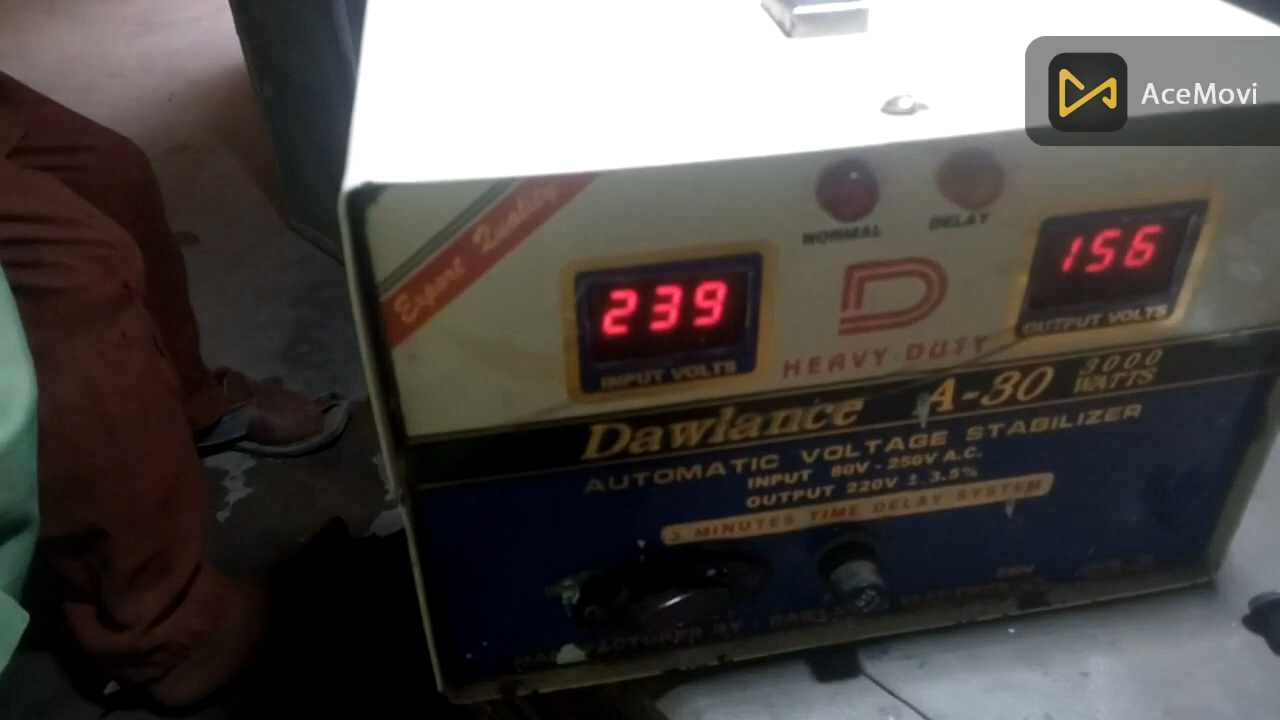 AceMovi
Export Quality
NORMAL
DELAY
239
156
INPUT VOLTS
OUTPUT VOLTS
HEAVY DUTY
Dawlance A-30 3000 WATTS
AUTOMATIC VOLTAGE STABILIZER
INPUT 80V - 250V A.C.
OUTPUT 220V ± 3.5%
3 MINUTES TIME DELAY SYSTEM